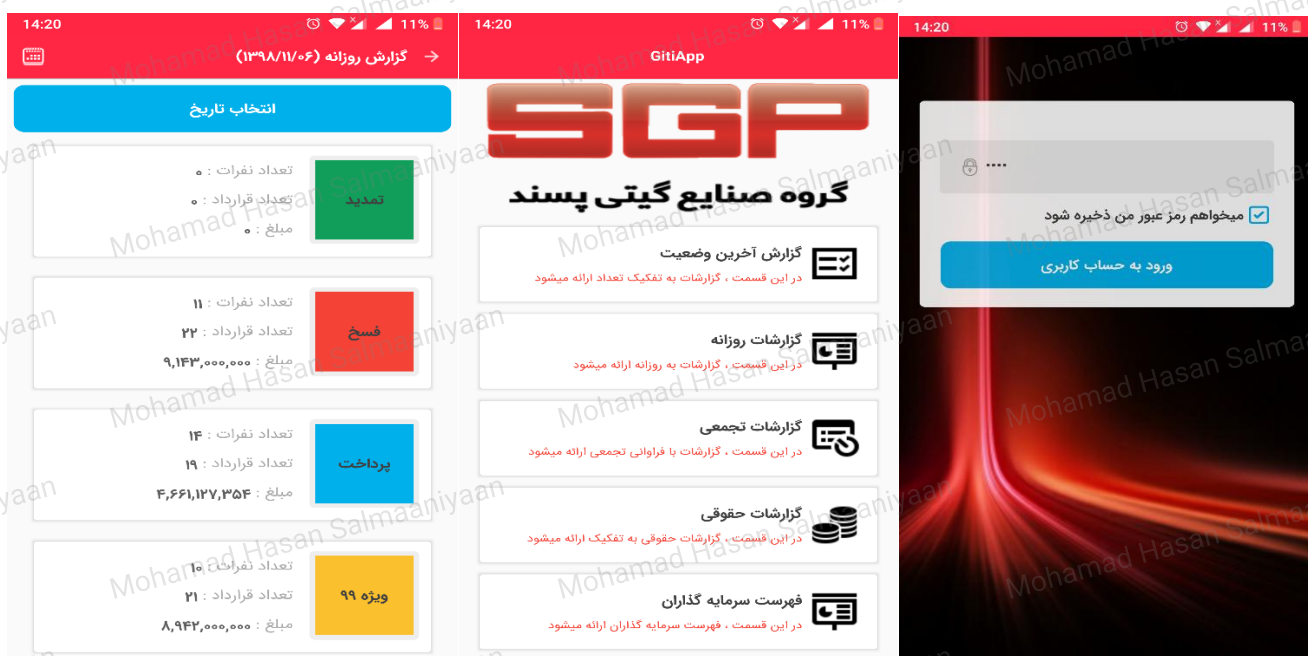 14:20
11%
گزارش روزانه (۱۳۹۸/۱۱/۰۶)
انتخاب تاریخ
تمدید
تعداد نفرات : ۰
تعداد قرارداد : ۰
مبلغ : ۰
فسخ
تعداد نفرات : ۱۱
تعداد قرارداد : ۲۲
مبلغ : ۹,۱۴۳,۰۰۰,۰۰۰
پرداخت
تعداد نفرات : ۱۴
تعداد قرارداد : ۱۹
مبلغ : ۴,۶۶۱,۱۲۷,۳۵۴
ویژه ۹۹
تعداد نفرات : ۱۰
تعداد قرارداد : ۲۱
مبلغ : ۸,۹۴۲,۰۰۰,۰۰۰
14:20
11%
GitiApp
SGP
گروه صنایع گیتی پسند
گزارش آخرین وضعیت
در این قسمت ، گزارشات به تفکیک تعداد ارائه میشود
گزارشات روزانه
در این قسمت ، گزارشات به روزانه ارائه میشود
گزارشات تجمعی
در این قسمت ، گزارشات با فراوانی تجمعی ارائه میشود
گزارشات حقوقی
در این قسمت ، گزارشات حقوقی به تفکیک ارائه میشود
فهرست سرمایه گذاران
در این قسمت ، فهرست سرمایه گذاران ارائه میشود
14:20
11%
••••
میخواهم رمز عبور من ذخیره شود
ورود به حساب کاربری
Mohamad Hasan Salmaaniyaan